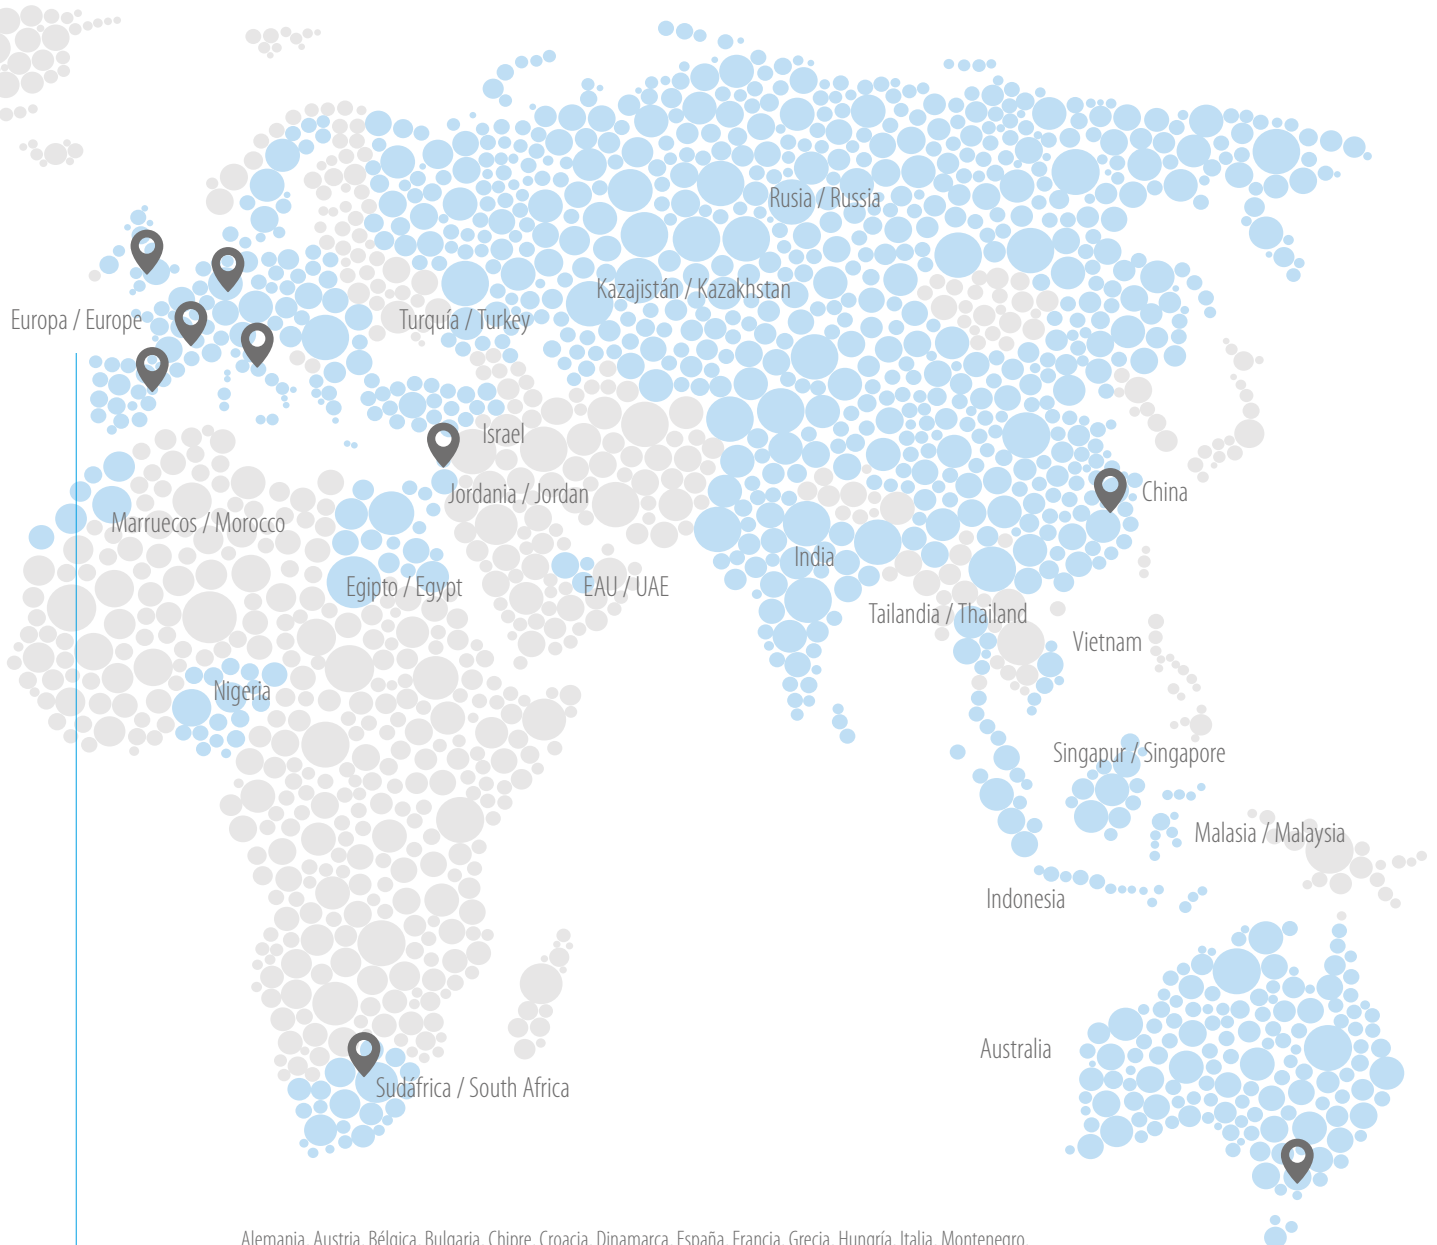 Rusia / Russia
Kazajistán / Kazakhstan
Europa / Europe
Turquía / Turkey
Israel
Jordania / Jordan
China
Marruecos / Morocco
India
Egipto / Egypt
EAU / UAE
Tailandia / Thailand
Vietnam
Nigeria
Singapur / Singapore
Malasia / Malaysia
Indonesia
Australia
Sudáfrica / South Africa
Alemania, Austria, Bélgica, Bulgaria, Chipre, Croacia, Dinamarca, España, Francia, Grecia, Hungría, Italia, Montenegro,